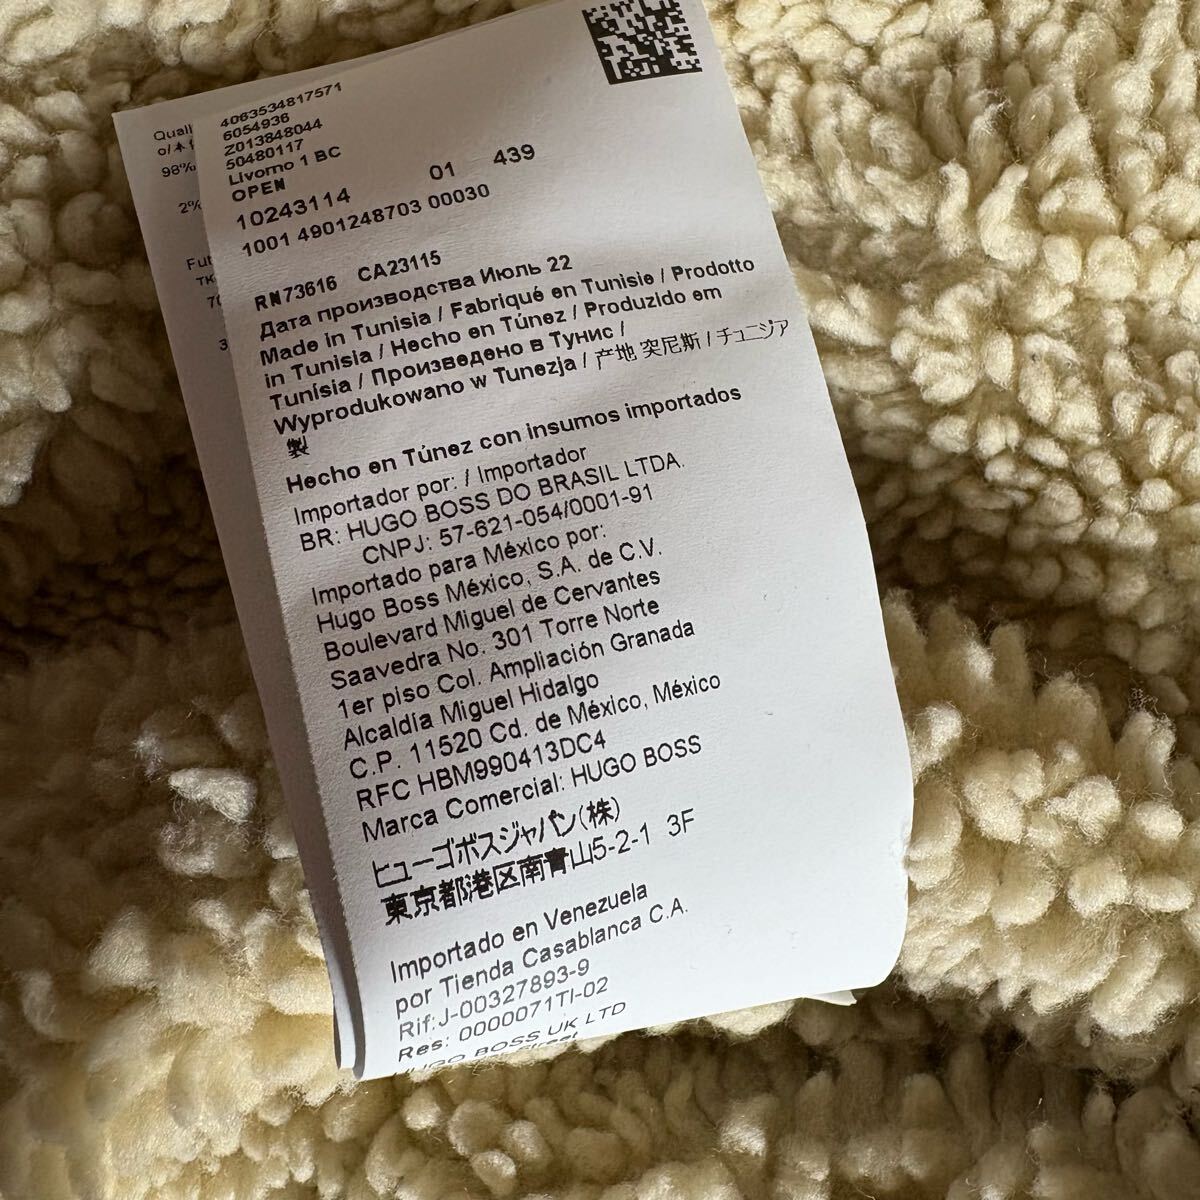 4063534817571
6054936
Z013848044
50480117
Livorno 1 BC
OPEN
10243114 01 439
1001 4901248703 00030
RN73616 CA23115
Дата производства Июль 22
Made in Tunisia / Fabriqué en Tunisie / Prodotto
in Tunisia / Hecho en Túnez / Produzido em
Tunísia / Произведено в Тунис /
Wyprodukowano w Tunezja / 产地 突尼斯 / チュニジア
製
Hecho en Túnez con insumos importados
Importador por: / Importador
BR: HUGO BOSS DO BRASIL LTDA.
CNPJ: 57-621-054/0001-91
Importado para México por:
Hugo Boss México, S.A. de C.V.
Boulevard Miguel de Cervantes
Saavedra No. 301 Torre Norte
1er piso Col. Ampliación Granada
Alcaldía Miguel Hidalgo
C.P. 11520 Cd. de México, México
RFC HBM990413DC4
Marca Comercial: HUGO BOSS
ヒューゴボスジャパン(株)
東京都港区南青山5-2-1 3F
Importado en Venezuela
por Tienda Casablanca C.A.
Rif:J-00327893-9
Res: 0000071TI-02
HUGO BOSS UK LTD
98%
2%